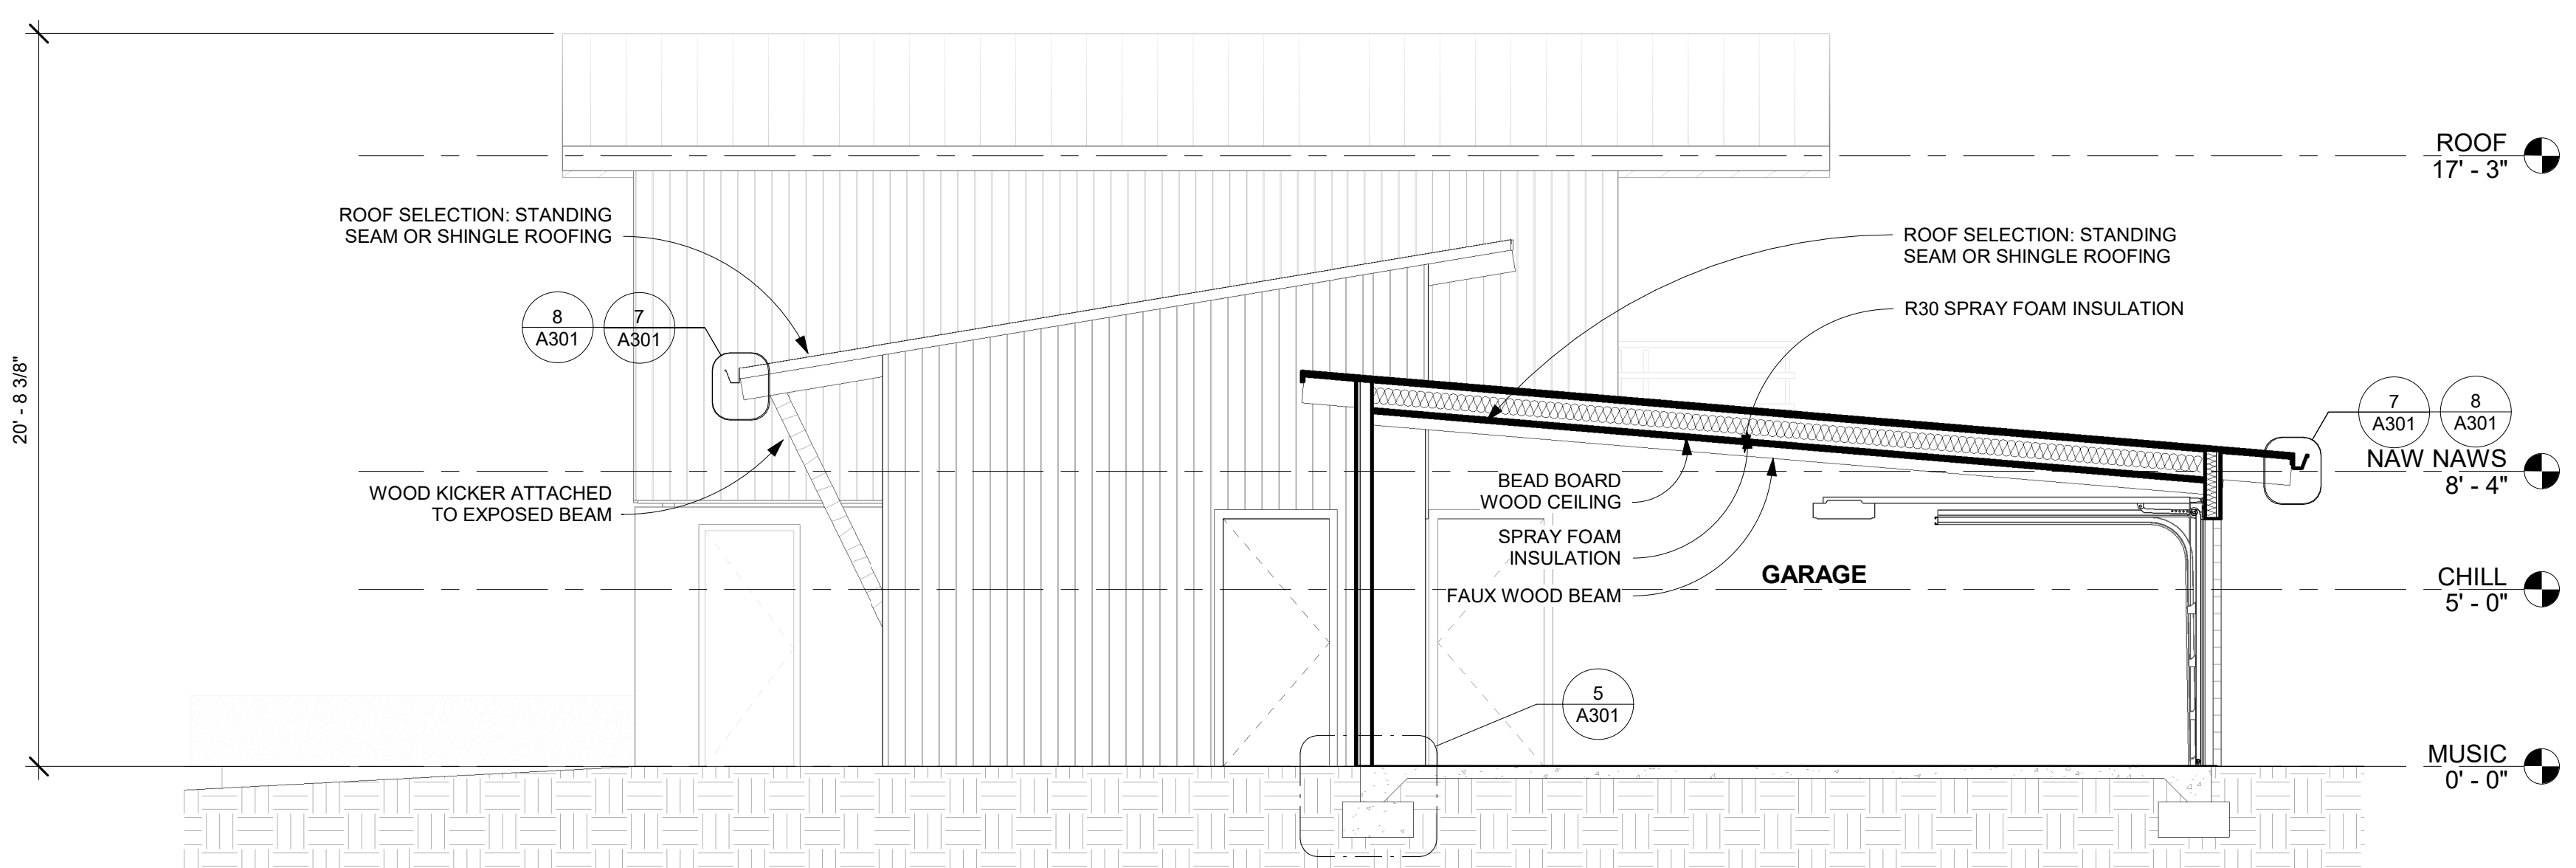 ROOF
17' - 3"
ROOF SELECTION: STANDING
SEAM OR SHINGLE ROOFING
ROOF SELECTION: STANDING
SEAM OR SHINGLE ROOFING
R30 SPRAY FOAM INSULATION
8
A301
7
A301
20' - 8 3/8"
7
A301
8
A301
NAW NAWS
8' - 4"
WOOD KICKER ATTACHED
TO EXPOSED BEAM
BEAD BOARD
WOOD CEILING
SPRAY FOAM
INSULATION
FAUX WOOD BEAM
GARAGE
CHILL
5' - 0"
5
A301
MUSIC
0' - 0"